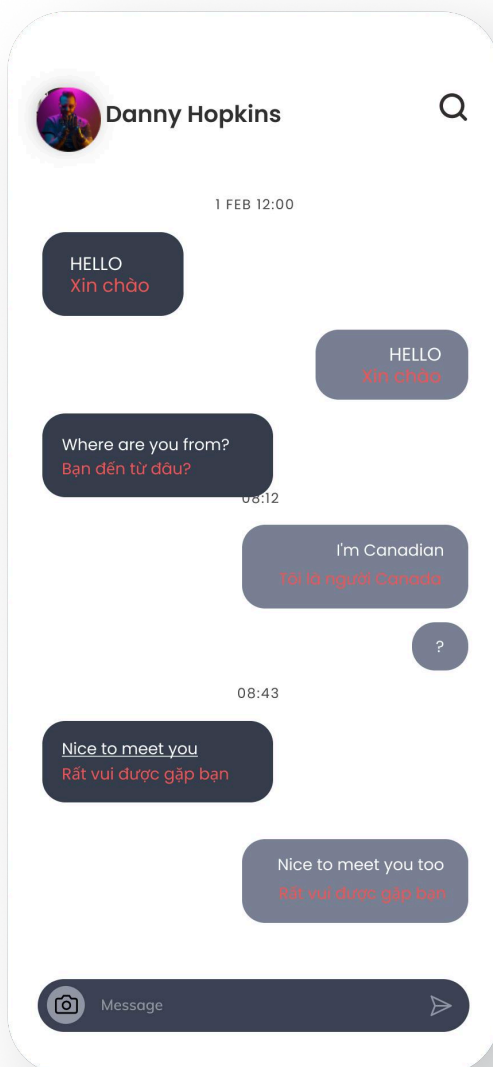 Danny Hopkins
1 FEB 12:00
HELLO
Xin chào
HELLO
Xin chào
Where are you from?
Bạn đến từ đâu?
08:12
I'm Canadian
Tôi là người Canada
?
08:43
Nice to meet you
Rất vui được gặp bạn
Nice to meet you too
Rất vui được gặp bạn
Message